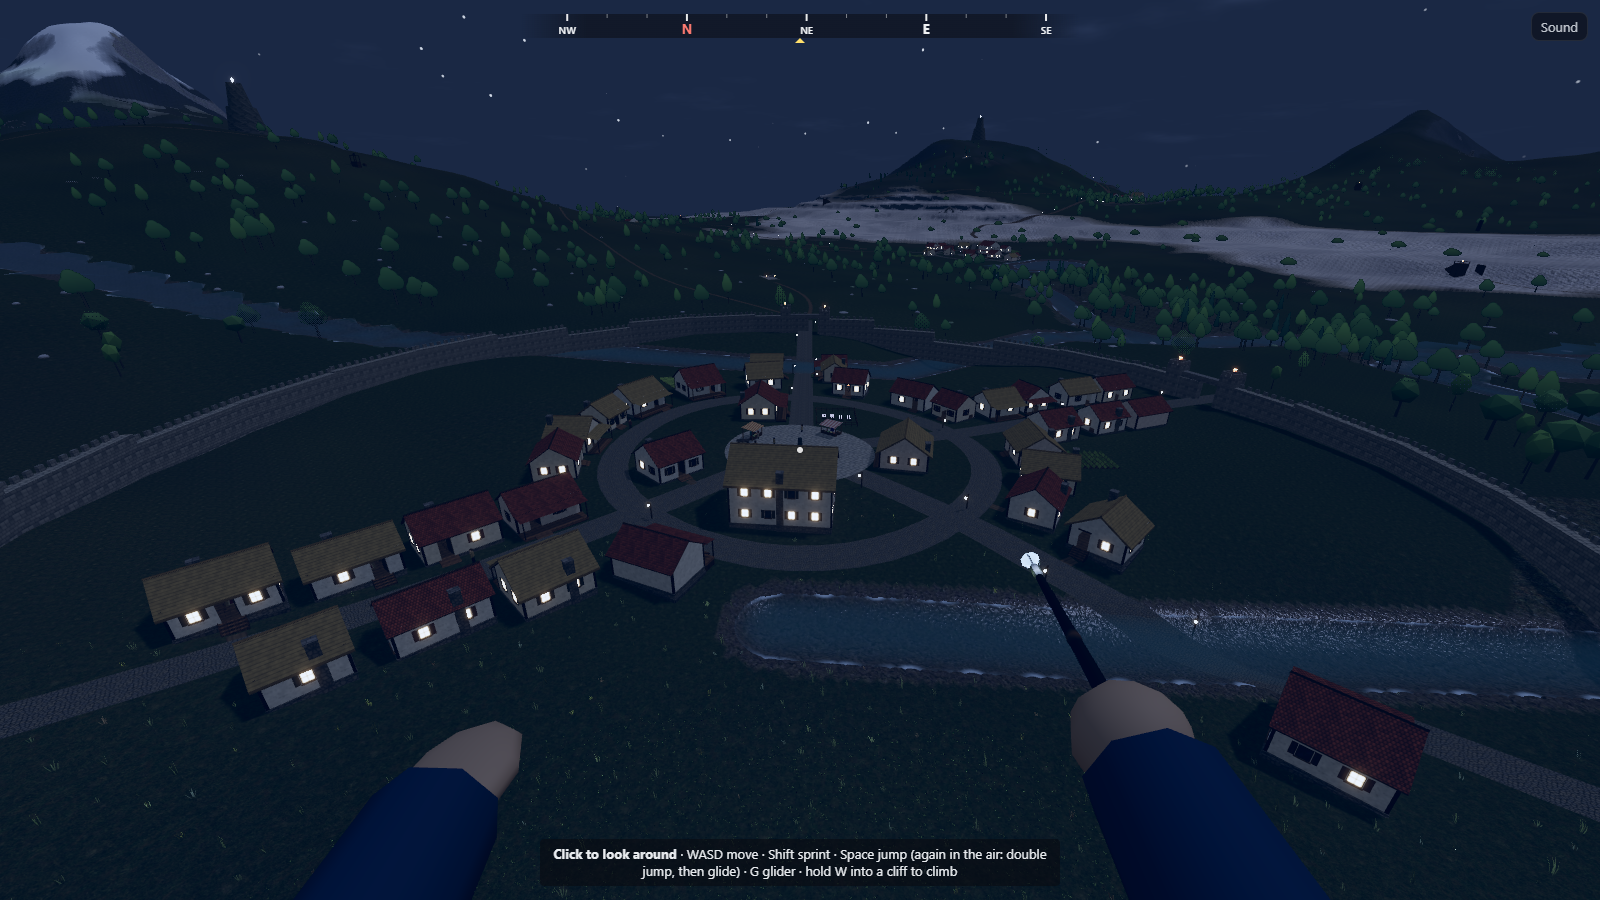 NW N NE E SE
Sound
Click to look around · WASD move · Shift sprint · Space jump (again in the air: double
jump, then glide) · G glider · hold W into a cliff to climb